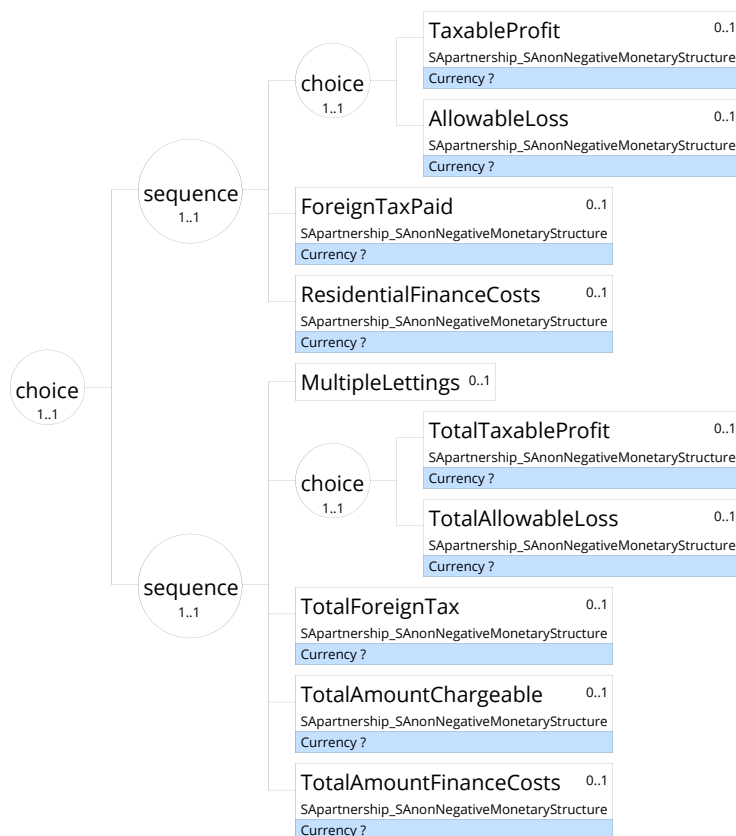 TaxableProfit 0..1
SApartnership_SAnonNegativeMonetaryStructure
Currency ?
choice
1..1
AllowableLoss 0..1
SApartnership_SAnonNegativeMonetaryStructure
Currency ?
sequence
1..1
ForeignTaxPaid 0..1
SApartnership_SAnonNegativeMonetaryStructure
Currency ?
ResidentialFinanceCosts 0..1
SApartnership_SAnonNegativeMonetaryStructure
Currency ?
choice
1..1
MultipleLettings 0..1
TotalTaxableProfit 0..1
SApartnership_SAnonNegativeMonetaryStructure
Currency ?
choice
1..1
TotalAllowableLoss 0..1
SApartnership_SAnonNegativeMonetaryStructure
Currency ?
sequence
1..1
TotalForeignTax 0..1
SApartnership_SAnonNegativeMonetaryStructure
Currency ?
TotalAmountChargeable 0..1
SApartnership_SAnonNegativeMonetaryStructure
Currency ?
TotalAmountFinanceCosts 0..1
SApartnership_SAnonNegativeMonetaryStructure
Currency ?